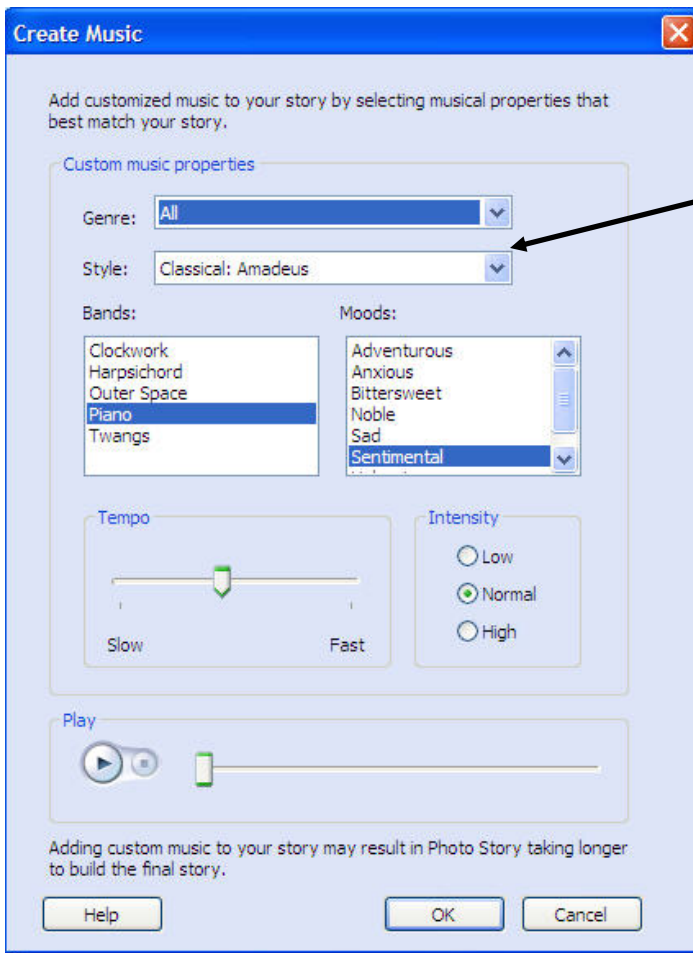 Create Music
Add customized music to your story by selecting musical properties that
best match your story.
Custom music properties
Genre: All
Style: Classical: Amadeus
Bands: Moods:
Clockwork Adventurous
Harpsichord Anxious
Outer Space Bittersweet
Piano Noble
Twangs Sad
Sentimental
Tempo Intensity
Low
Normal
High
Slow Fast
Play
Adding custom music to your story may result in Photo Story taking longer
to build the final story.
Help OK Cancel